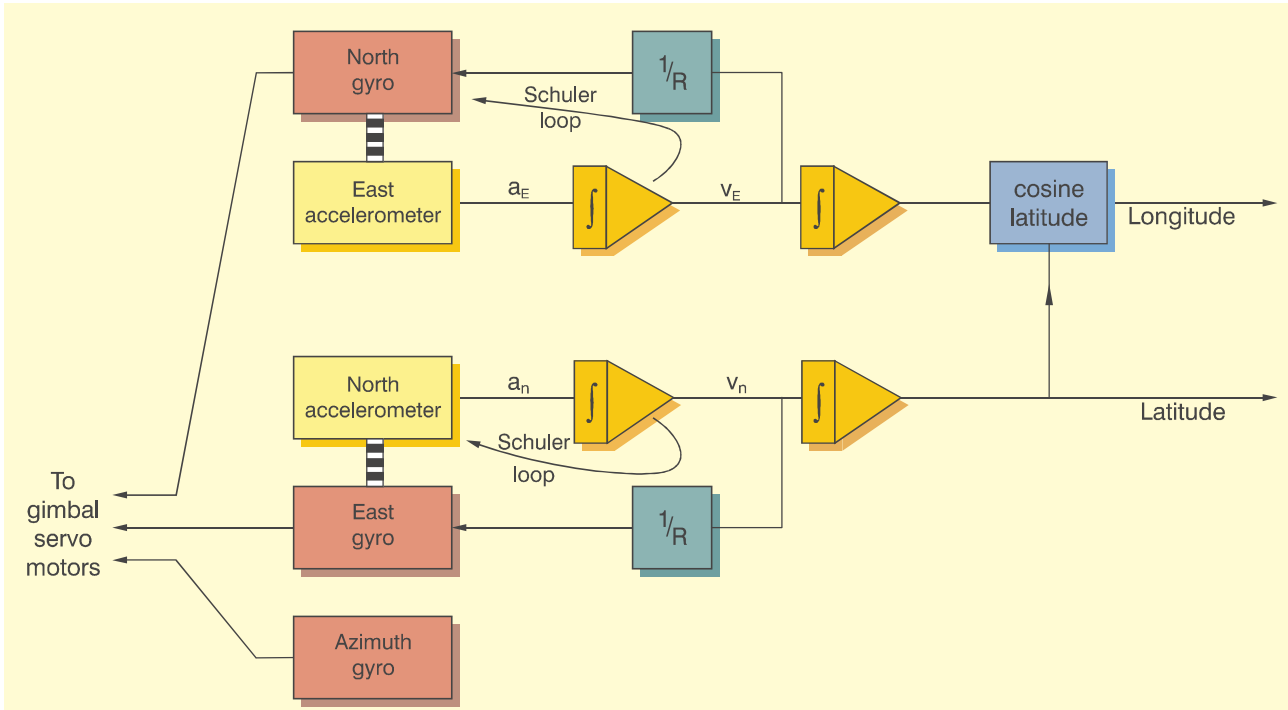 North
gyro
1/R
Schuler
loop
East
accelerometer
aE
∫
vE
∫
cosine
latitude
Longitude
North
accelerometer
an
∫
vn
∫
Latitude
Schuler
loop
To
gimbal
servo
motors
East
gyro
1/R
Azimuth
gyro